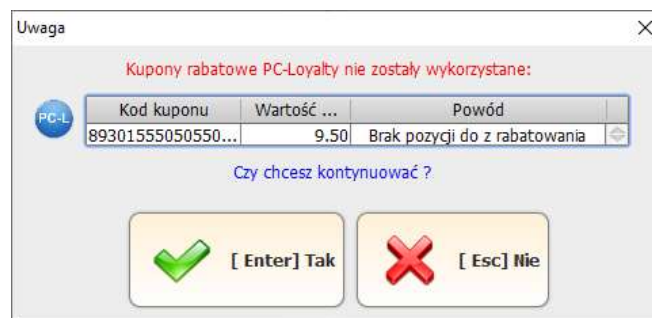 Uwaga
Kupony rabatowe PC-Loyalty nie zostały wykorzystane:
PC-L
Kod kuponu Wartość ... Powód
89301555050550... 9.50 Brak pozycji do z rabatowania
Czy chcesz kontynuować ?
[ Enter] Tak [ Esc] Nie